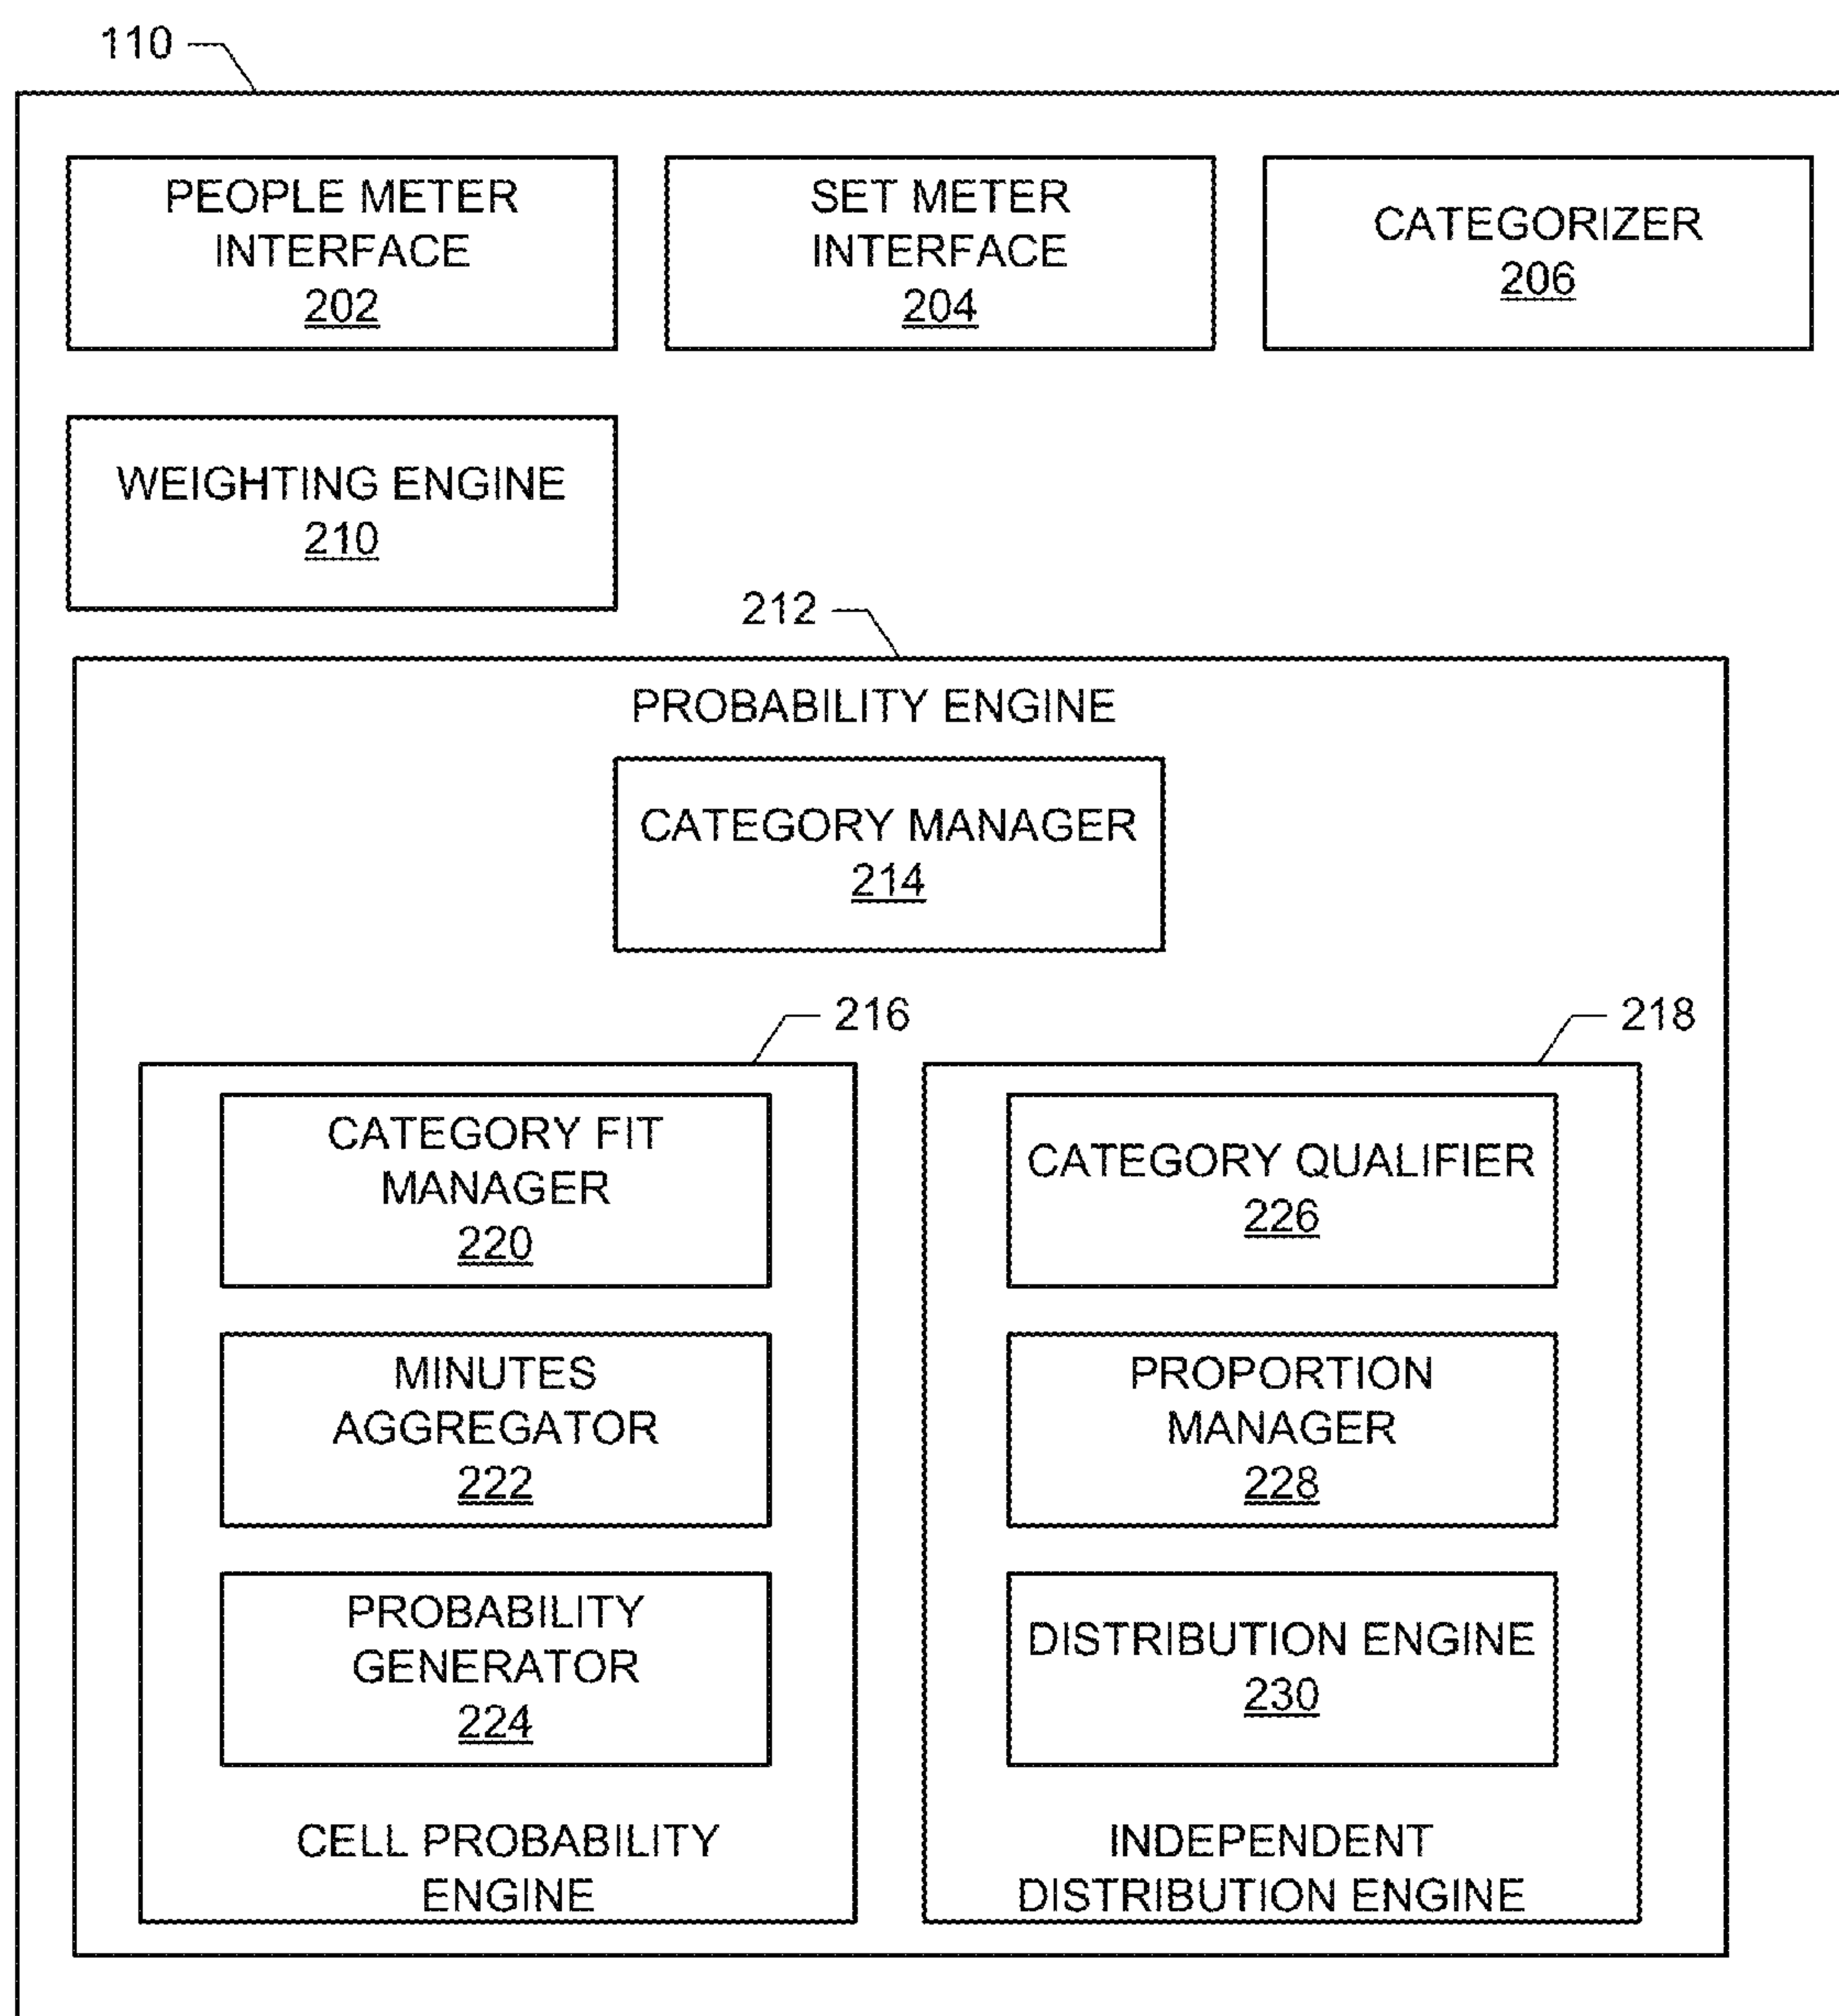 110
PEOPLE METER
INTERFACE
202
SET METER
INTERFACE
204
CATEGORIZER
206
WEIGHTING ENGINE
210
212
PROBABILITY ENGINE
CATEGORY MANAGER
214
216
CATEGORY FIT
MANAGER
220
MINUTES
AGGREGATOR
222
PROBABILITY
GENERATOR
224
CELL PROBABILITY
ENGINE
218
CATEGORY QUALIFIER
226
PROPORTION
MANAGER
228
DISTRIBUTION ENGINE
230
INDEPENDENT
DISTRIBUTION ENGINE